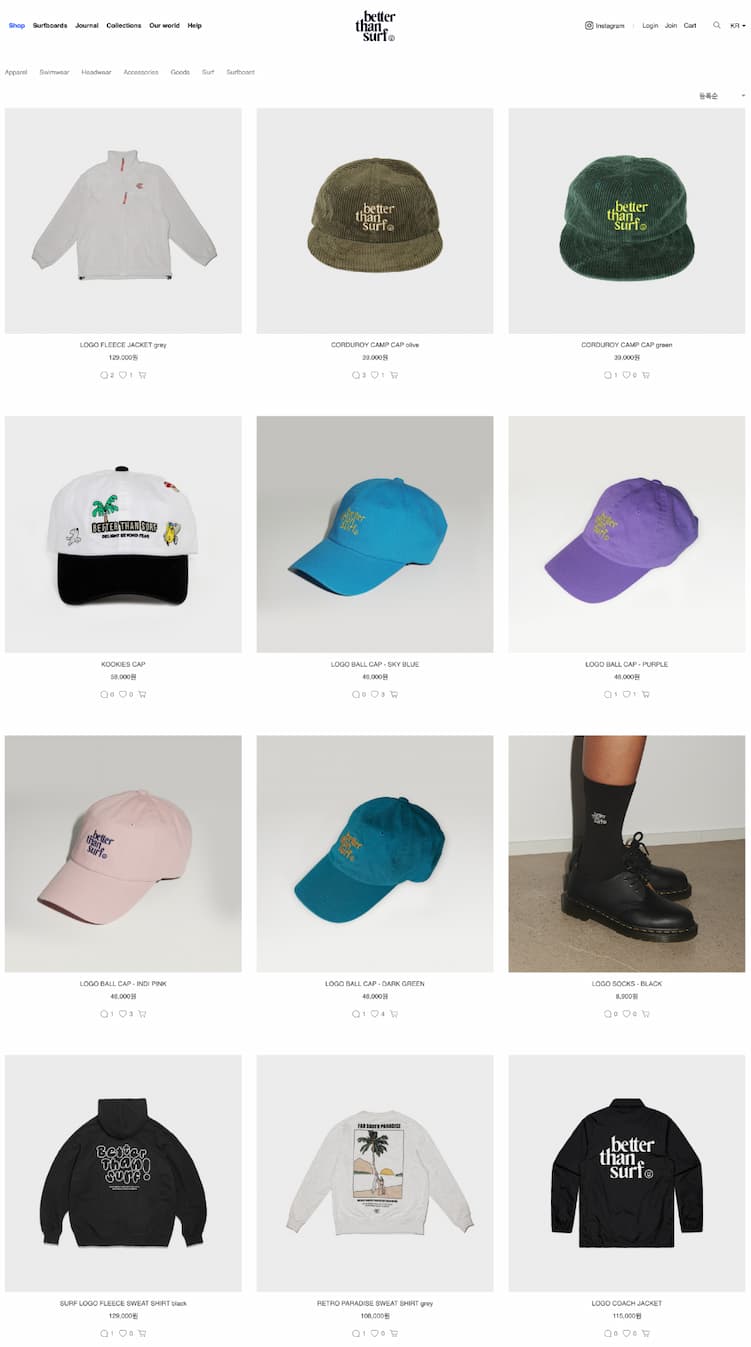 Shop Surfboards Journal Collections Our world Help
better
than
surf
Instagram Login Join Cart KR
Apparel Swimwear Headwear Accessories Goods Surf Surfboard
등록순
better
than
surf
better
than
surf
LOGO FLEECE JACKET grey
129,000원
2 1
CORDUROY CAMP CAP olive
39,000원
3 1
CORDUROY CAMP CAP green
39,000원
1 0
BETTER THAN SURF
DELIGHT BEYOND FEAR
better
than
surf
better
than
surf
KOOKIES CAP
59,000원
0 0
LOGO BALL CAP - SKY BLUE
46,000원
0 3
LOGO BALL CAP - PURPLE
46,000원
1 1
better
than
surf
better
than
surf
better
than
surf
LOGO BALL CAP - INDI PINK
46,000원
1 3
LOGO BALL CAP - DARK GREEN
46,000원
1 4
LOGO SOCKS - BLACK
8,900원
0 0
Better
Than
Surf!
FAR AWAY PARADISE
better
than
surf
SURF LOGO FLEECE SWEAT SHIRT black
129,000원
1 0
RETRO PARADISE SWEAT SHIRT grey
108,000원
1 0
LOGO COACH JACKET
115,000원
0 0